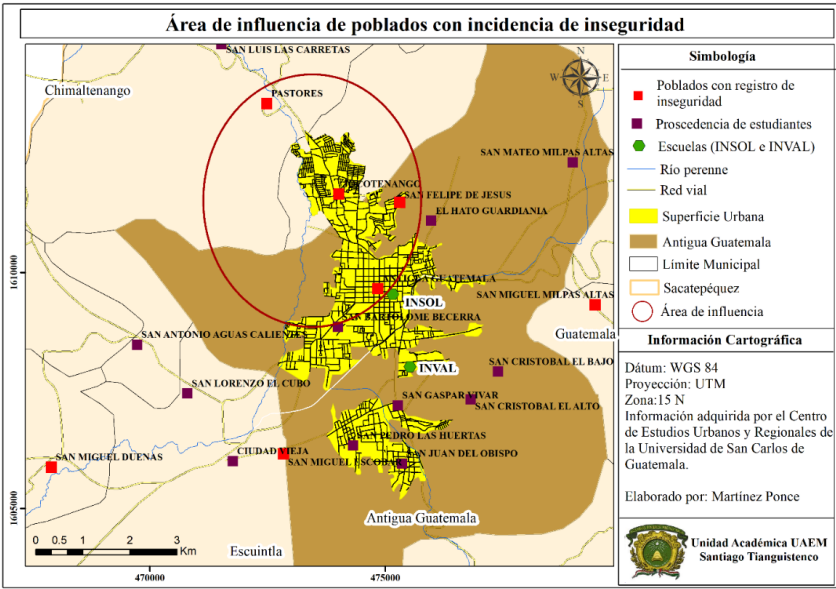 Área de influencia de poblados con incidencia de inseguridad
SAN LUIS LAS CARRETAS
Chimaltenango
PASTORES
N
W
E
S
SAN MATEO MILPAS ALTAS
JOCOTENANGO
SAN FELIPE DE JESUS
EL HATO GUARDIANIA
1610000
ANTIGUA GUATEMALA
INSOL
SAN MIGUEL MILPAS ALTAS
SAN BARTOLOME BECERRA
Guatemala
SAN ANTONIO AGUAS CALIENTES
INVAL
SAN CRISTOBAL EL BAJO
SAN LORENZO EL CUBO
SAN GASPAR VIVAR
SAN CRISTOBAL EL ALTO
SAN PEDRO LAS HUERTAS
CIUDAD VIEJA
SAN JUAN DEL OBISPO
SAN MIGUEL DUENAS
SAN MIGUEL ESCOBAR
1605000
Antigua Guatemala
0 0.5 1 2 3
Km
Escuintla
470000
475000
Simbología
Poblados con registro de
inseguridad
Proscedencia de estudiantes
Escuelas (INSOL e INVAL)
Río perenne
Red vial
Superficie Urbana
Antigua Guatemala
Límite Municipal
Sacatepéquez
Área de influencia
Información Cartográfica
Dátum: WGS 84
Proyección: UTM
Zona:15 N
Información adquirida por el Centro
de Estudios Urbanos y Regionales de
la Universidad de San Carlos de
Guatemala.
Elaborado por: Martínez Ponce
Unidad Académica UAEM
Santiago Tianguistenco